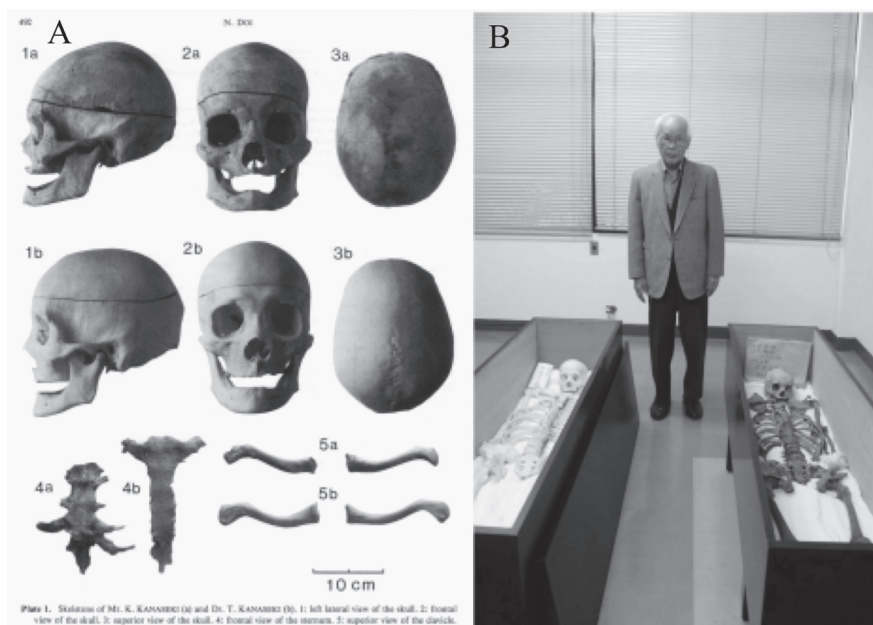 A
N. DOI
B
1a
2a
3a
1b
2b
3b
4a
4b
5a
5b
10 cm
Plate 1. Skeletons of Mr. K. KANASEKI (a) and Dr. T. KANASEKI (b). 1: left lateral view of the skull. 2: frontal
view of the skull. 3: superior view of the skull. 4: frontal view of the sternum. 5: superior view of the clavicle.